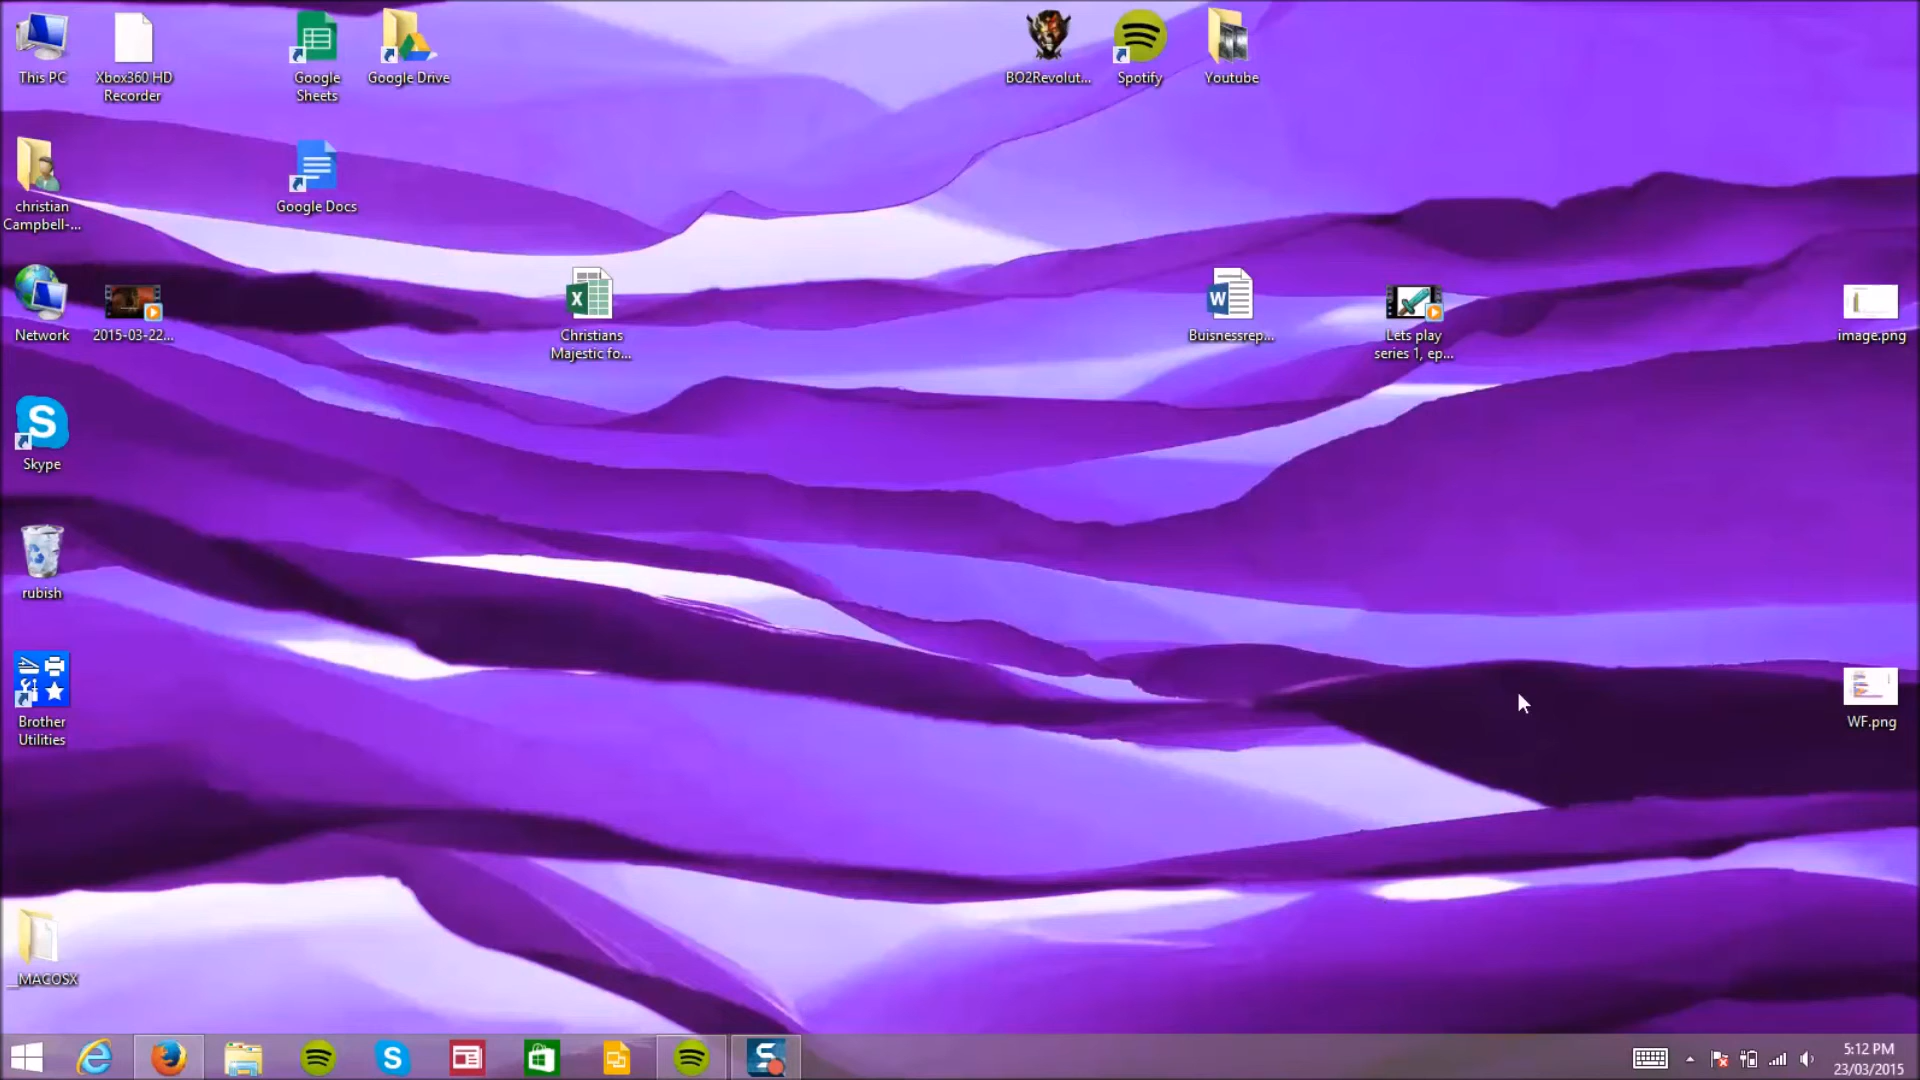 This PC
Xbox360 HD
Recorder
Google
Sheets
Google Drive
BO2Revolut...
Spotify
Youtube
christian
Campbell-...
Google Docs
Network
2015-03-22...
Christians
Majestic fo...
Buisnessrep...
Lets play
series 1, ep...
image.png
Skype
rubish
Brother
Utilities
WF.png
__MACOSX
5:12 PM
23/03/2015